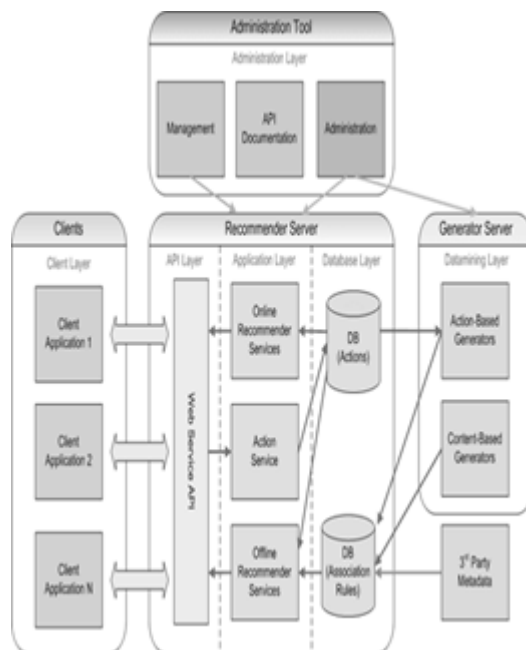 Administration Tool
Administration Layer
Management
API
Documentation
Administration
Clients
Client Layer
Client
Application 1
Client
Application 2
Client
Application N
Recommender Server
API Layer
Application Layer
Database Layer
Web Service API
Online
Recommender
Services
Action
Service
Offline
Recommender
Services
DB
(Actions)
DB
(Association
Rules)
Generator Server
Datamining Layer
Action-Based
Generators
Content-Based
Generators
3rd Party
Metadata